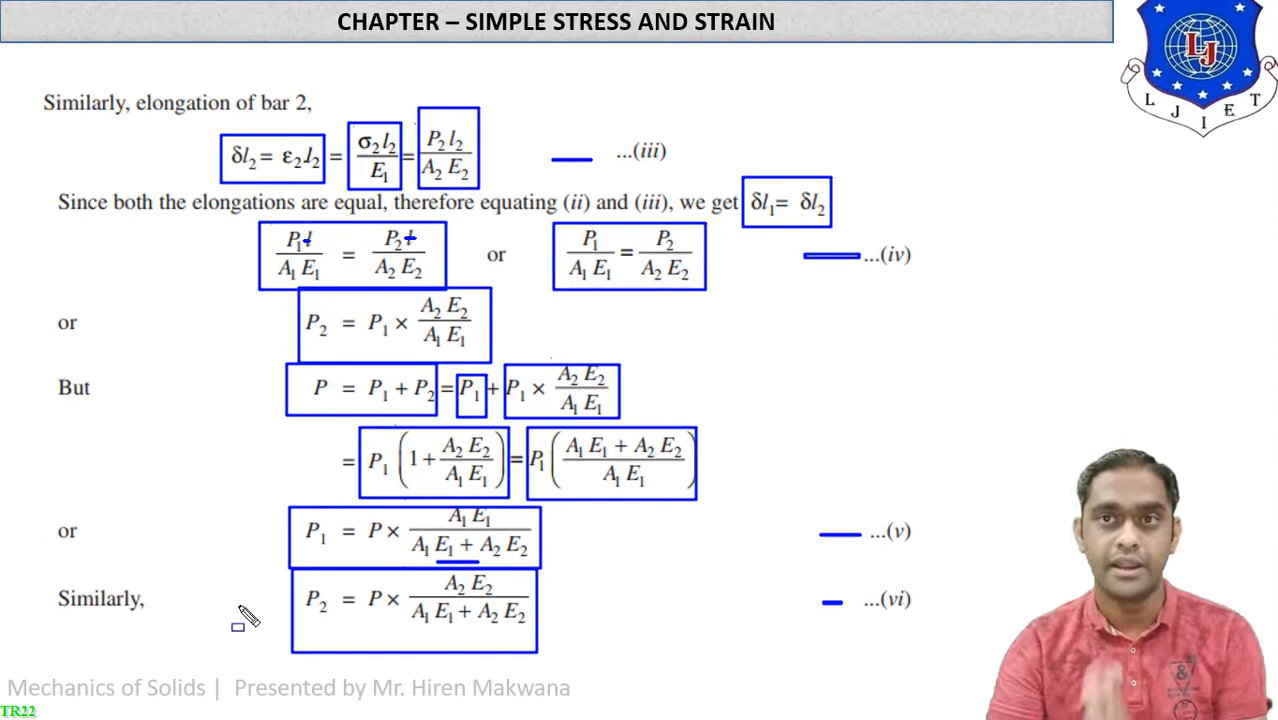 CHAPTER – SIMPLE STRESS AND STRAIN
LJ
L J I E T
Similarly, elongation of bar 2,
δl₂ = ε₂.l₂ = σ₂ l₂ / E₁ = P₂ l₂ / A₂ E₂ ...(iii)
Since both the elongations are equal, therefore equating (ii) and (iii), we get δl₁ = δl₂
P₁ l / A₁ E₁ = P₂ l / A₂ E₂ or P₁ / A₁ E₁ = P₂ / A₂ E₂ ...(iv)
or P₂ = P₁ × A₂ E₂ / A₁ E₁
But P = P₁ + P₂ = P₁ + P₁ × A₂ E₂ / A₁ E₁
= P₁ (1 + A₂ E₂ / A₁ E₁) = P₁ (A₁ E₁ + A₂ E₂ / A₁ E₁)
or P₁ = P × A₁ E₁ / A₁ E₁ + A₂ E₂ ...(v)
Similarly, P₂ = P × A₂ E₂ / A₁ E₁ + A₂ E₂ ...(vi)
Mechanics of Solids | Presented by Mr. Hiren Makwana
TR22